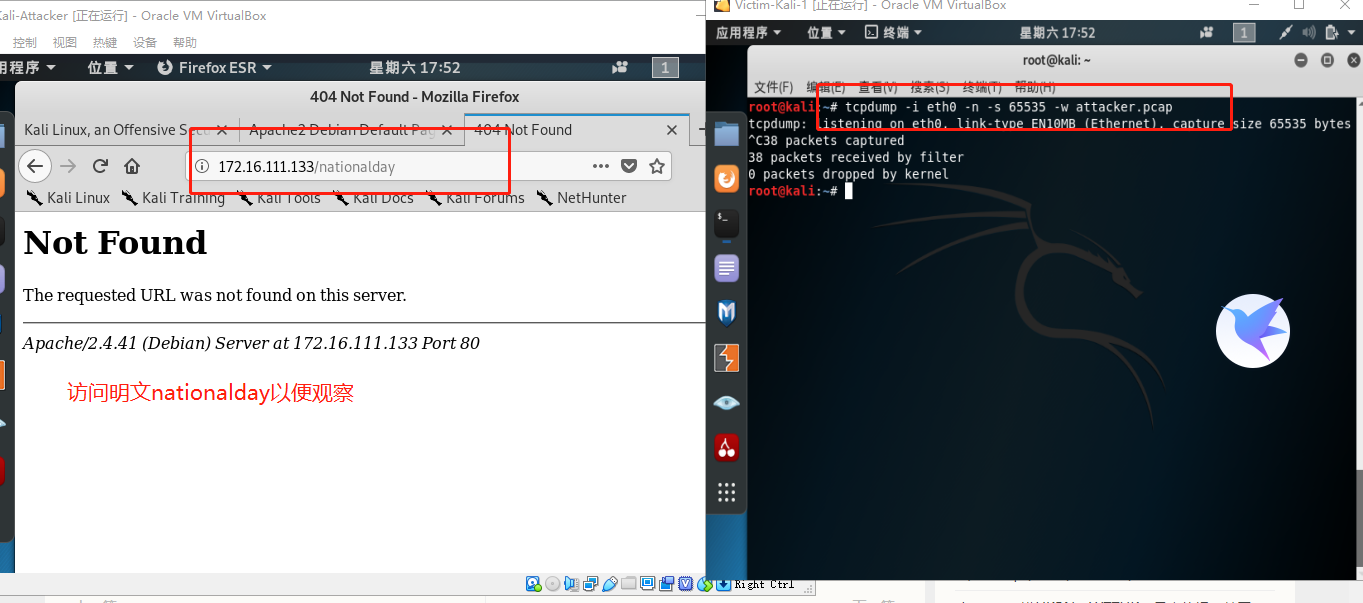 Kali-Attacker [正在运行] - Oracle VM VirtualBox
控制 视图 热键 设备 帮助
用程序 位置 Firefox ESR 星期六 17:52 1
404 Not Found - Mozilla Firefox
Kali Linux, an Offensive Secu Apache2 Debian Default Pag 404 Not Found
172.16.111.133/nationalday
Kali Linux Kali Training Kali Tools Kali Docs Kali Forums NetHunter
Not Found
The requested URL was not found on this server.
Apache/2.4.41 (Debian) Server at 172.16.111.133 Port 80
访问明文nationalday以便观察
Right Ctrl
Victim-Kali-1 [正在运行] - Oracle VM VirtualBox
应用程序 位置 终端 星期六 17:52 1
root@kali: ~
文件(F) 编辑(E) 查看(V) 搜索(S) 终端(T) 帮助(H)
root@kali:~# tcpdump -i eth0 -n -s 65535 -w attacker.pcap
tcpdump: listening on eth0, link-type EN10MB (Ethernet), capture size 65535 bytes
^C38 packets captured
38 packets received by filter
0 packets dropped by kernel
root@kali:~#